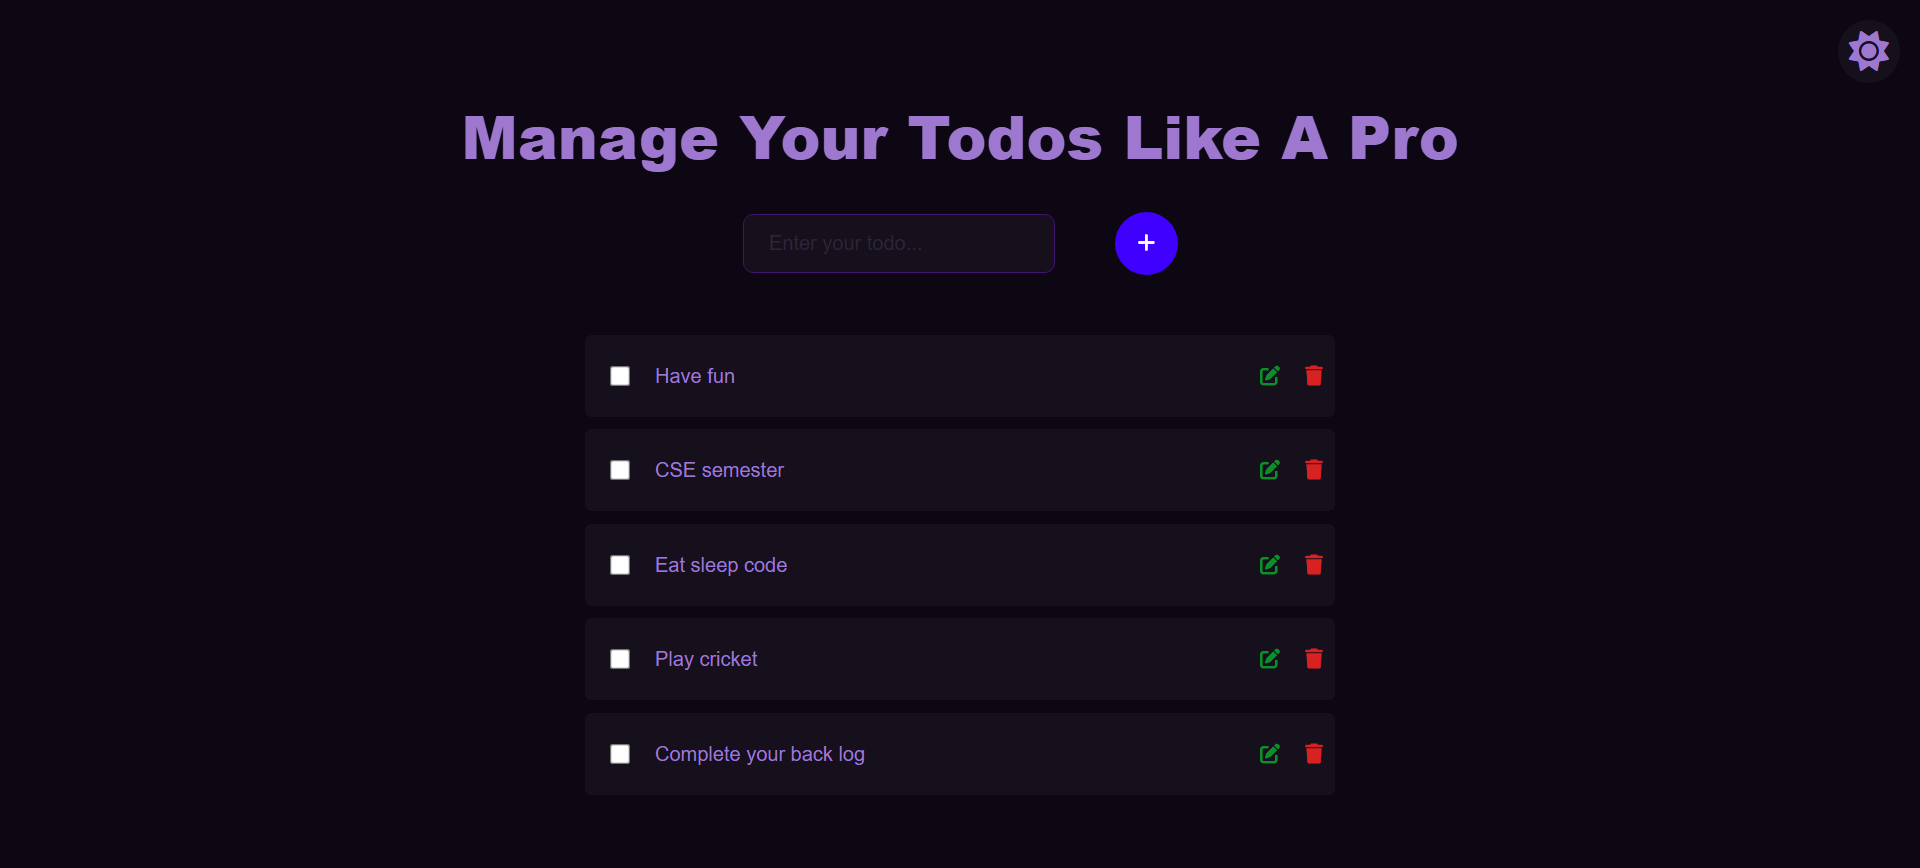 Manage Your Todos Like A Pro
Enter your todo...
Have fun
CSE semester
Eat sleep code
Play cricket
Complete your back log